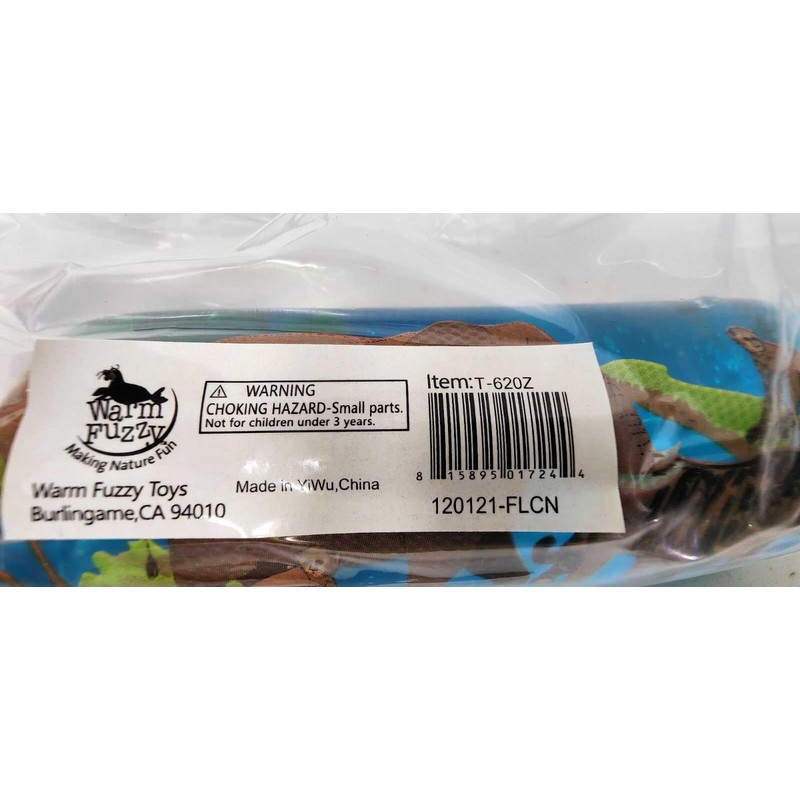 Warm
Fuzzy
Making Nature Fun
Warm Fuzzy Toys
Burlingame,CA 94010
WARNING
CHOKING HAZARD-Small parts.
Not for children under 3 years.
Made in YiWu,China
Item:T-620Z
8 15895 01724 4
120121-FLCN